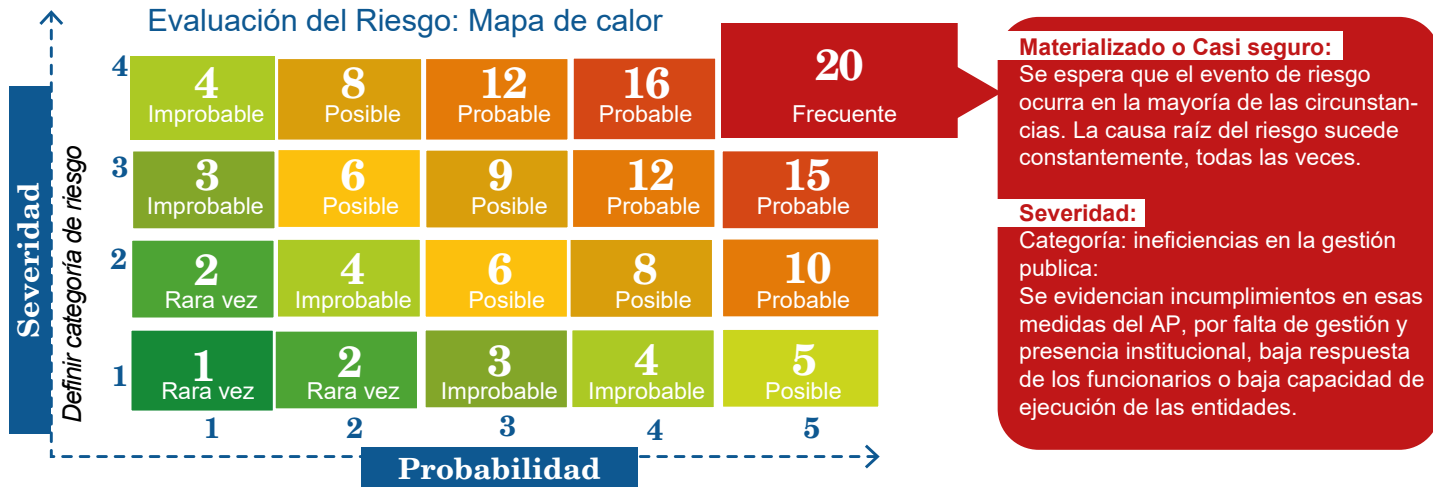 Evaluación del Riesgo: Mapa de calor
Severidad
Definir categoría de riesgo
4
4
Improbable
8
Posible
12
Probable
16
Probable
20
Frecuente
3
3
Improbable
6
Posible
9
Posible
12
Probable
15
Probable
2
2
Rara vez
4
Improbable
6
Posible
8
Posible
10
Probable
1
1
Rara vez
2
Rara vez
3
Improbable
4
Improbable
5
Posible
1
2
3
4
5
Probabilidad
Materializado o Casi seguro:
Se espera que el evento de riesgo
ocurra en la mayoría de las circunstan-
cias. La causa raíz del riesgo sucede
constantemente, todas las veces.
Severidad:
Categoría: ineficiencias en la gestión
publica:
Se evidencian incumplimientos en esas
medidas del AP, por falta de gestión y
presencia institucional, baja respuesta
de los funcionarios o baja capacidad de
ejecución de las entidades.